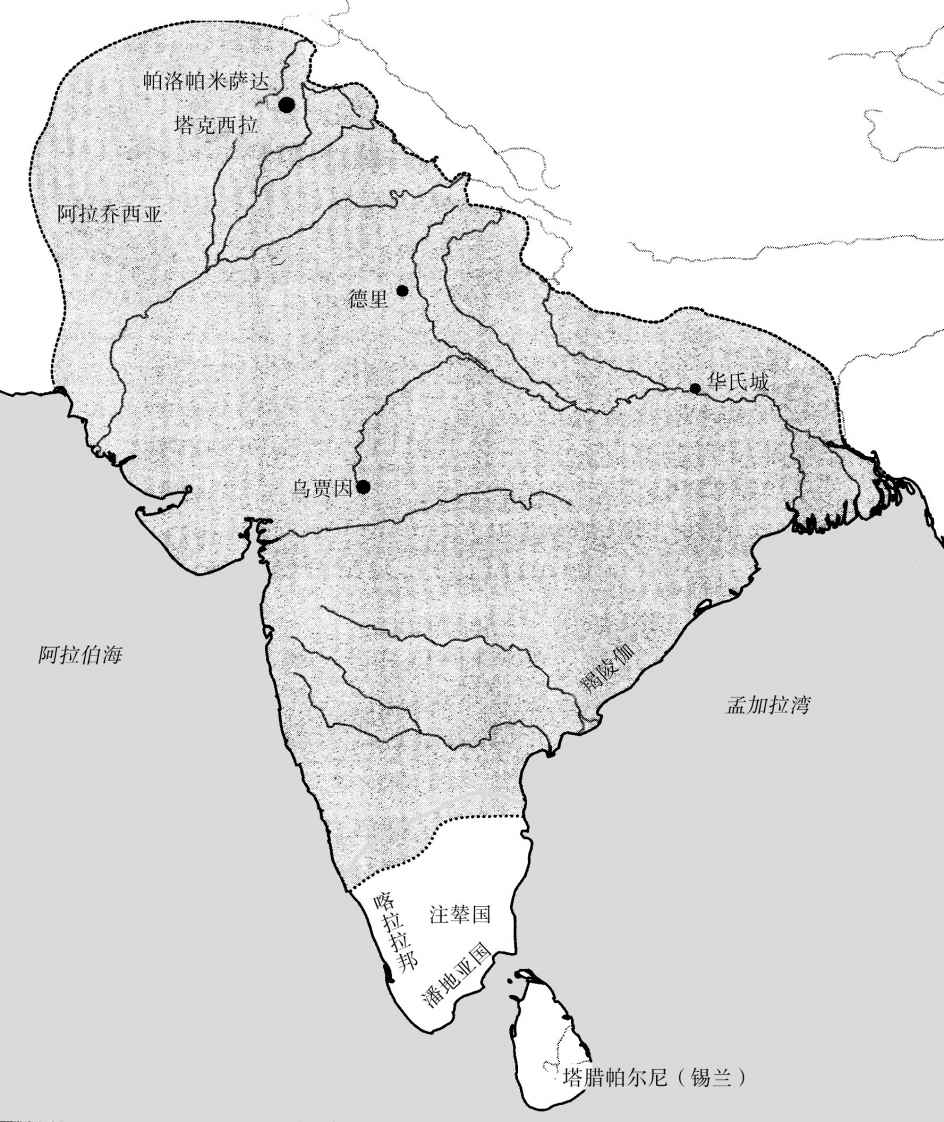 帕洛帕米萨达
塔克西拉
阿拉乔西亚
德里
华氏城
乌贾因
阿拉伯海
羯陵伽
孟加拉湾
喀拉拉邦
注辇国
潘地亚国
塔腊帕尔尼（锡兰）